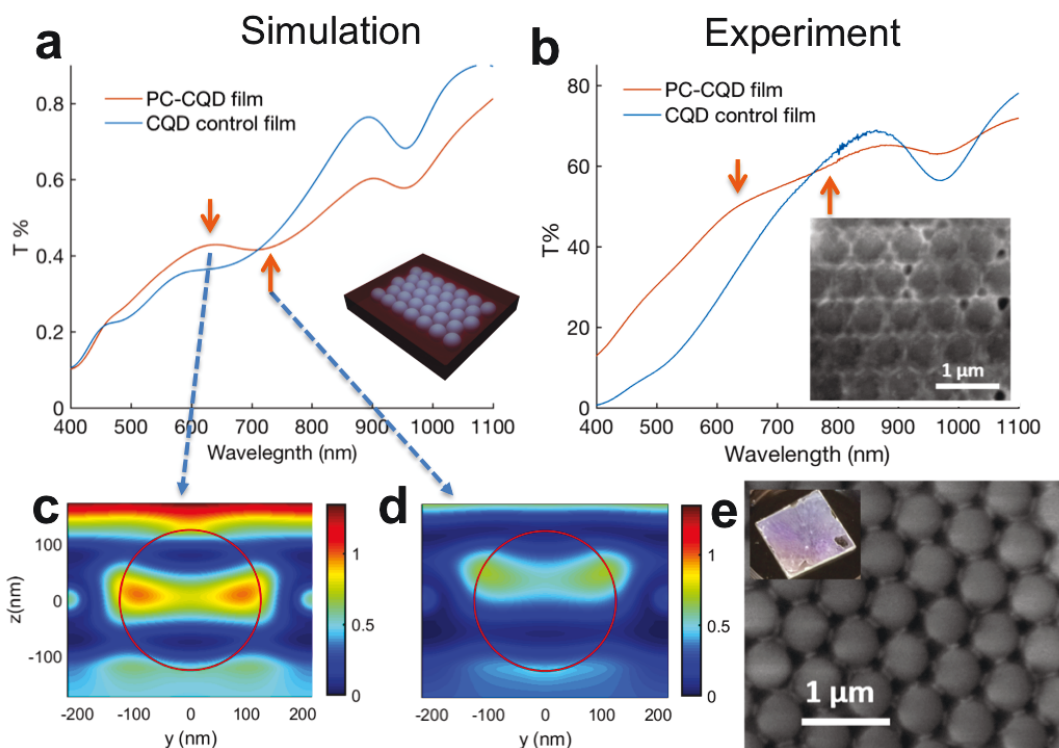 Simulation
Experiment
a
PC-CQD film
CQD control film
0.8
0.6
0.4
0.2
0
T %
400 500 600 700 800 900 1000 1100
Wavelegnth (nm)
b
PC-CQD film
CQD control film
80
60
40
20
0
T%
1 µm
400 500 600 700 800 900 1000 1100
Wavelength (nm)
c
100
0
-100
z(nm)
-200 -100 0 100 200
y (nm)
1
0.5
0
d
-200 -100 0 100 200
y (nm)
1
0.5
0
e
1 µm